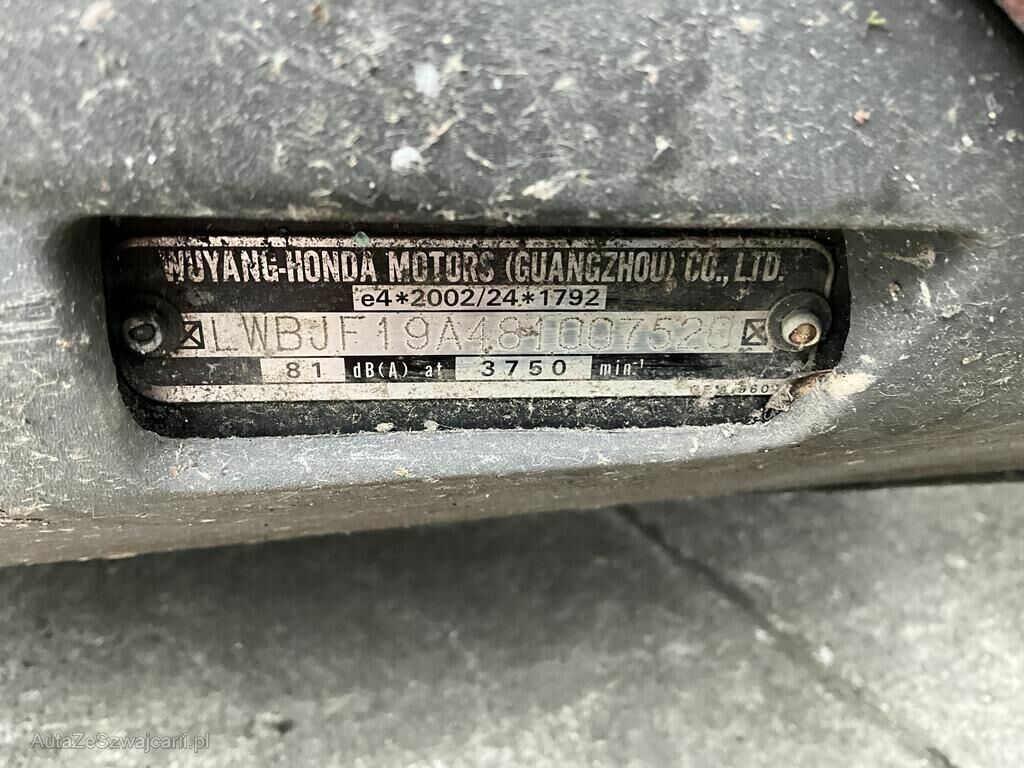 WUYANG-HONDA MOTORS (GUANGZHOU) CO., LTD.
e4*2002/24*1792
LWBJF19A481007520
81 dB(A) at 3750 min-1
AutaZeSzwajcarii.pl